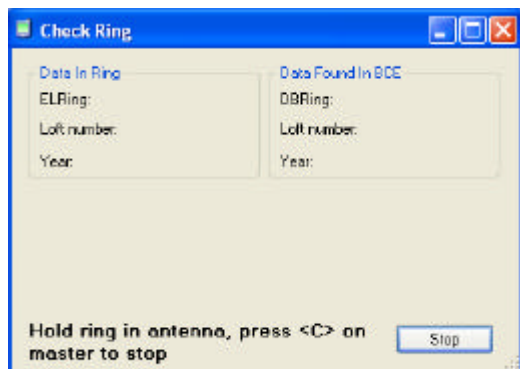 Check Ring
Data In Ring
ELRing:
Loft number:
Year:
Data Found In BCE
DBRing:
Loft number:
Year:
Hold ring in antenna, press <C> on
master to stop
Stop